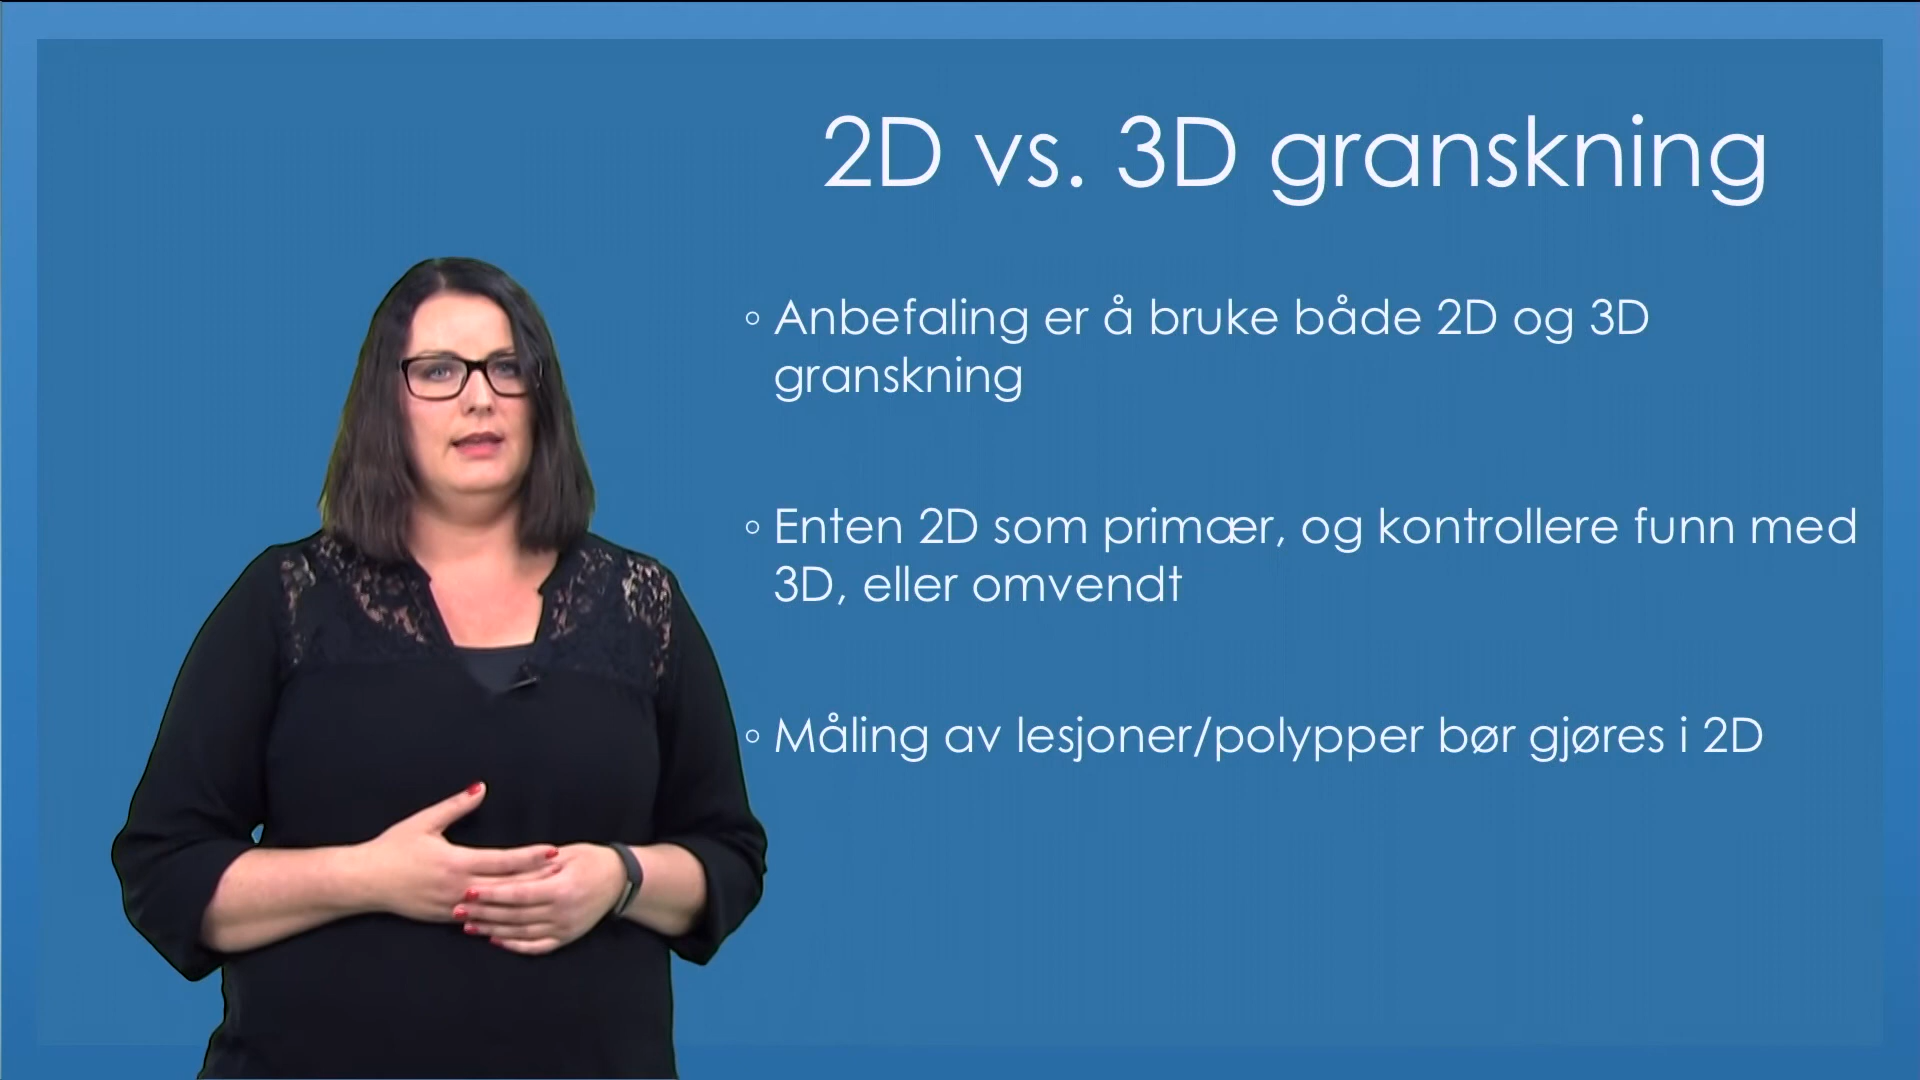 2D vs. 3D granskning
◦ Anbefaling er å bruke både 2D og 3D
granskning
◦ Enten 2D som primær, og kontrollere funn med
3D, eller omvendt
◦ Måling av lesjoner/polypper bør gjøres i 2D